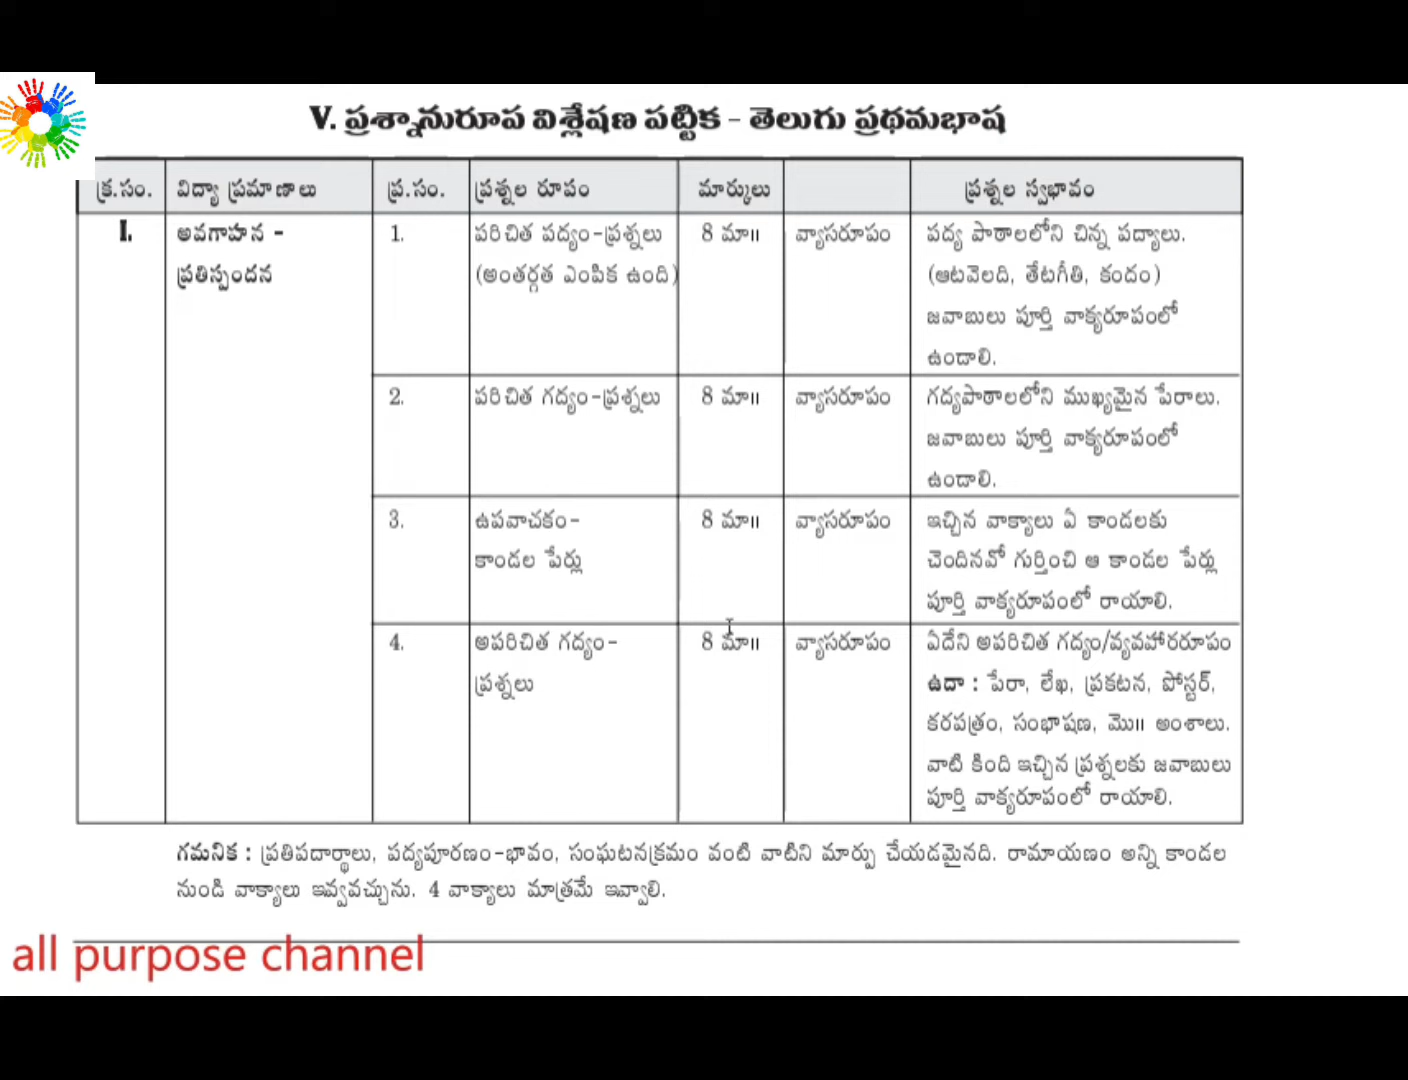 V. ప్రశ్నానురూప విశ్లేషణ పట్టిక - తెలుగు ప్రథమభాష
క్ర.సం. విద్యా ప్రమాణాలు ప్ర.సం. ప్రశ్నల రూపం మార్కులు ప్రశ్నల స్వభావం
I. అవగాహన - ప్రతిస్పందన
1. పరిచిత పద్యం-ప్రశ్నలు 8 మా॥ వ్యాసరూపం పద్య పాఠాలలోని చిన్న పద్యాలు.
(అంతర్గత ఎంపిక ఉంది) (ఆటవెలది, తేటగీతి, కందం)
జవాబులు పూర్తి వాక్యరూపంలో
ఉండాలి.
2. పరిచిత గద్యం-ప్రశ్నలు 8 మా॥ వ్యాసరూపం గద్యపాఠాలలోని ముఖ్యమైన పేరాలు.
జవాబులు పూర్తి వాక్యరూపంలో
ఉండాలి.
3. ఉపవాచకం- 8 మా॥ వ్యాసరూపం ఇచ్చిన వాక్యాలు ఏ కాండలకు
కాండల పేర్లు చెందినవో గుర్తించి ఆ కాండల పేర్లు
పూర్తి వాక్యరూపంలో రాయాలి.
4. అపరిచిత గద్యం- 8 మా॥ వ్యాసరూపం ఏదేని అపరిచిత గద్యం/వ్యవహారరూపం
ప్రశ్నలు ఉదా : పేరా, లేఖ, ప్రకటన, పోస్టర్,
కరపత్రం, సంభాషణ, మొ॥ అంశాలు.
వాటి కింది ఇచ్చిన ప్రశ్నలకు జవాబులు
పూర్తి వాక్యరూపంలో రాయాలి.
గమనిక : ప్రతిపదార్థాలు, పద్యపూరణం-భావం, సంఘటనక్రమం వంటి వాటిని మార్పు చేయడమైనది. రామాయణం అన్ని కాండల
నుండి వాక్యాలు ఇవ్వవచ్చును. 4 వాక్యాలు మాత్రమే ఇవ్వాలి.
all purpose channel